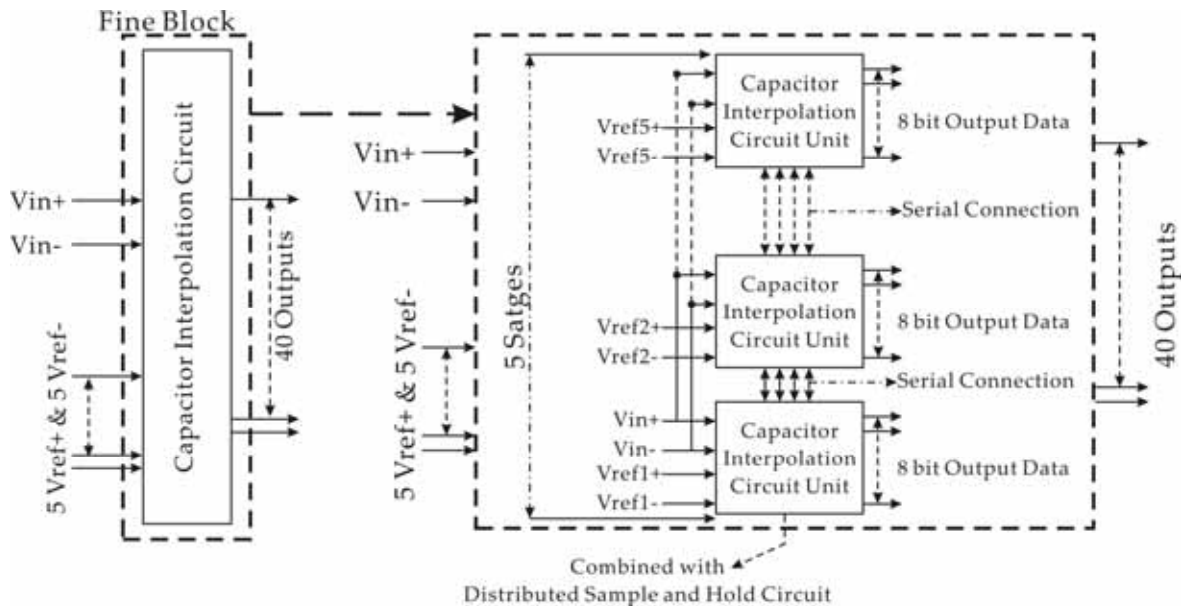 Fine Block
Capacitor Interpolation Circuit
Vin+
Vin-
5 Vref+ & 5 Vref-
40 Outputs
Vin+
Vin-
5 Vref+ & 5 Vref-
5 Satges
Capacitor
Interpolation
Circuit Unit
Vref5+
Vref5-
8 bit Output Data
Serial Connection
Capacitor
Interpolation
Circuit Unit
Vref2+
Vref2-
8 bit Output Data
Serial Connection
Vin+
Vin-
Vref1+
Vref1-
Capacitor
Interpolation
Circuit Unit
8 bit Output Data
40 Outputs
Combined with
Distributed Sample and Hold Circuit